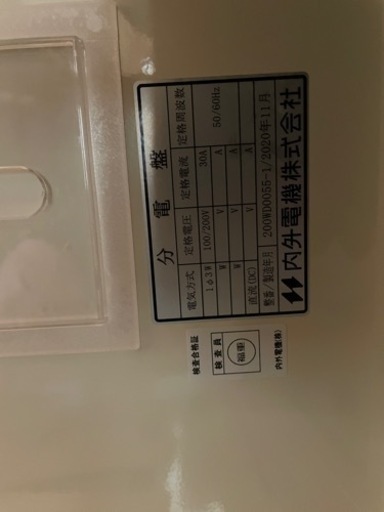 分電盤
電気方式 定格電圧 定格電流 定格周波数
1φ3W 100/200V 30A 50/60Hz
W V A
W V A
直流(DC) V A
整番/製造年月 200WD0055-1/2020年11月
内外電機株式会社
検査合格証
検査員
福重
内外電機(株)